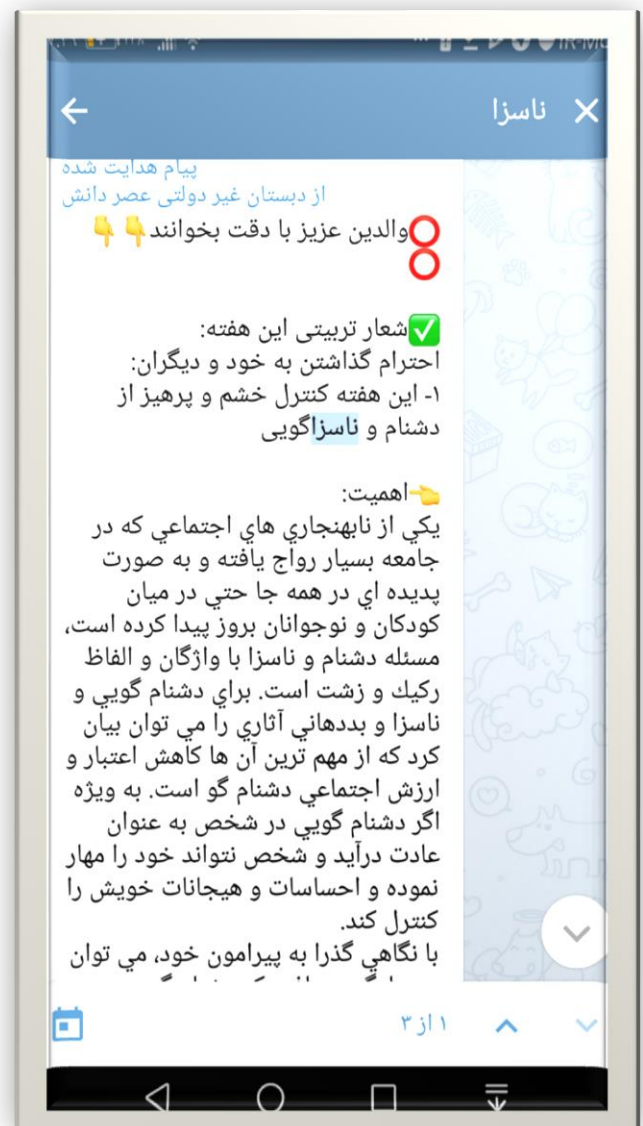 IR-MC
ناسزا
پیام هدایت شده
از دبستان غیر دولتی عصر دانش
والدین عزیز با دقت بخوانند
شعار تربیتی این هفته:
احترام گذاشتن به خود و دیگران:
۱- این هفته کنترل خشم و پرهیز از
دشنام و ناسزاگویی
اهمیت:
يكي از نابهنجاري هاي اجتماعي كه در
جامعه بسيار رواج يافته و به صورت
پديده اي در همه جا حتي در ميان
كودكان و نوجوانان بروز پيدا كرده است،
مسئله دشنام و ناسزا با واژگان و الفاظ
ركيك و زشت است. براي دشنام گويي و
ناسزا و بددهاني آثاري را مي توان بيان
كرد كه از مهم ترين آن ها كاهش اعتبار و
ارزش اجتماعي دشنام گو است. به ويژه
اگر دشنام گويي در شخص به عنوان
عادت درآيد و شخص نتواند خود را مهار
نموده و احساسات و هيجانات خويش را
كنترل كند.
با نگاهي گذرا به پيرامون خود، مي توان
۱ از ۳